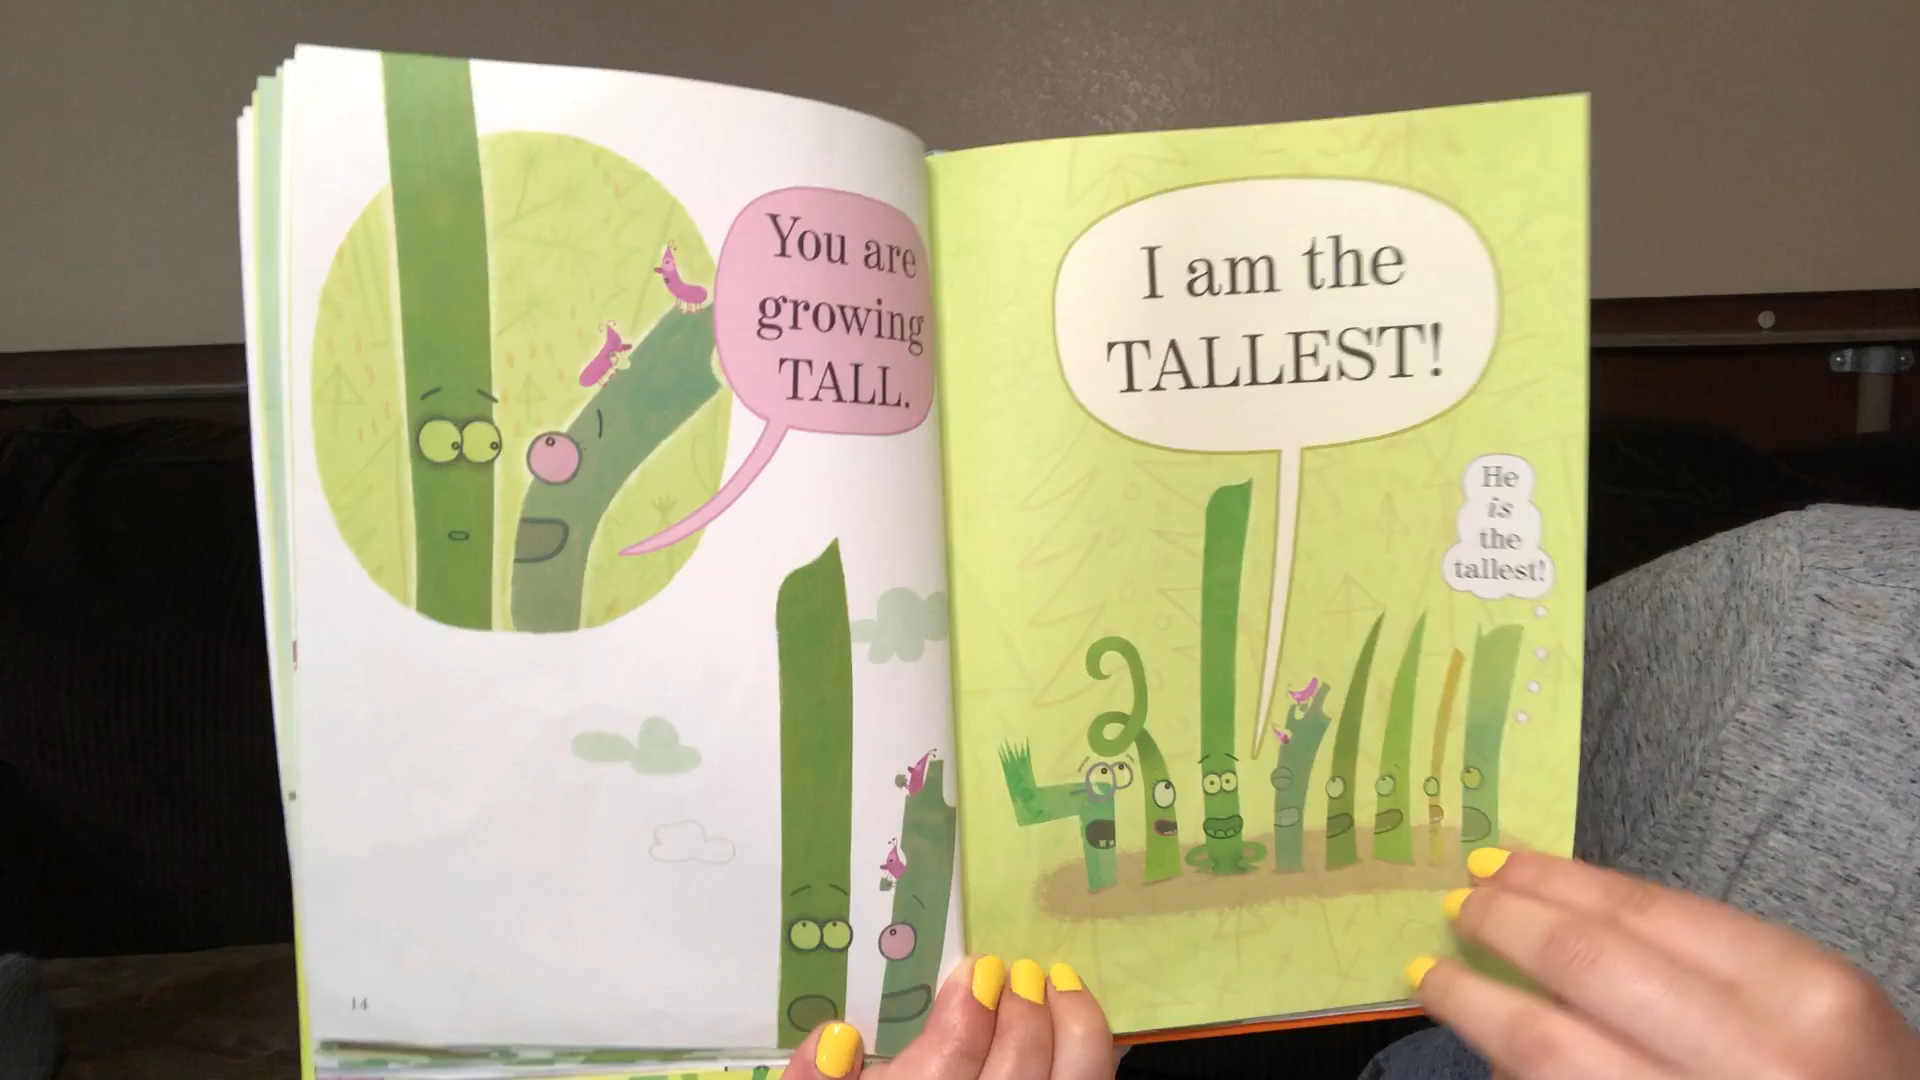 You are
growing
TALL.
14
I am the
TALLEST!
He
is
the
tallest!